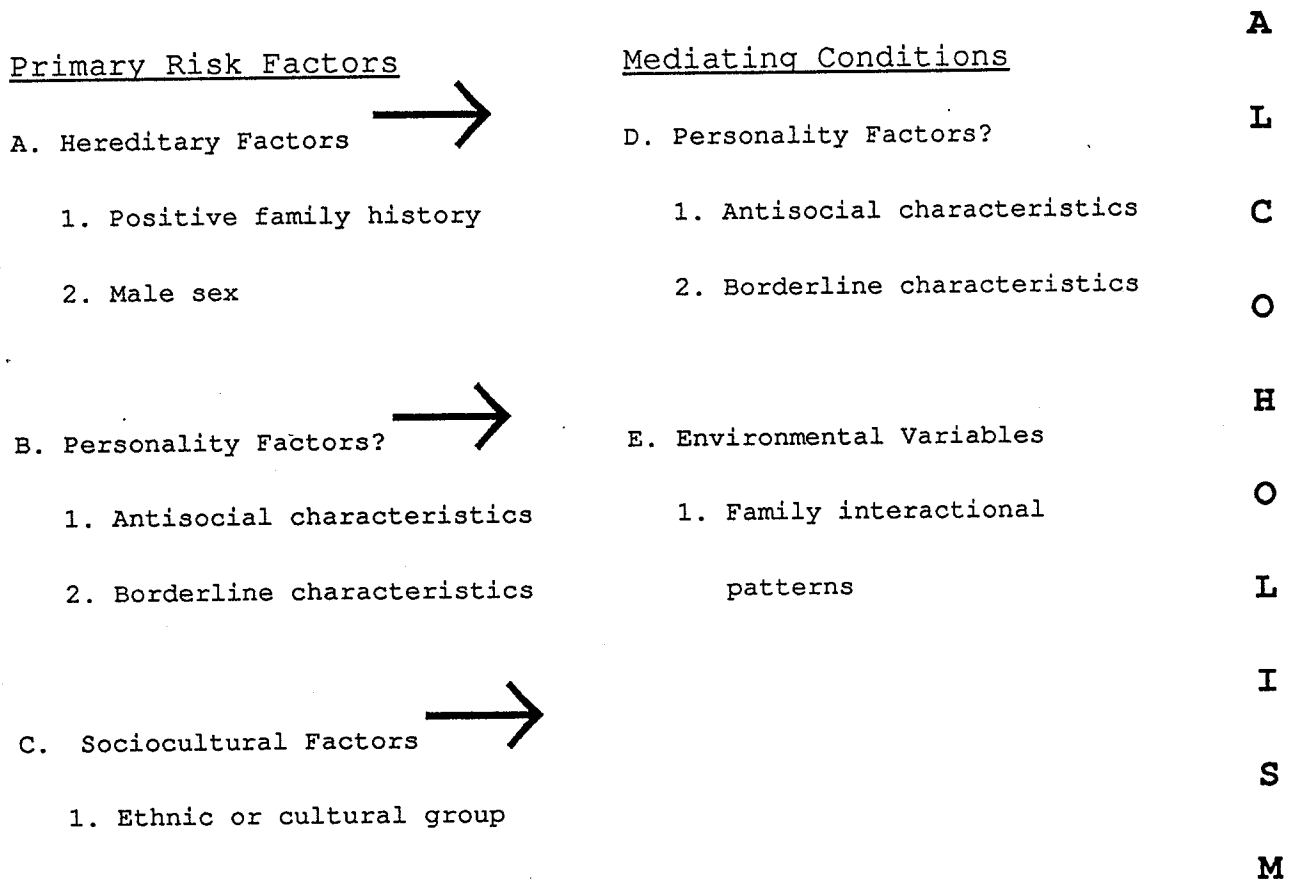 Primary Risk Factors
A. Hereditary Factors
1. Positive family history
2. Male sex
B. Personality Factors?
1. Antisocial characteristics
2. Borderline characteristics
C. Sociocultural Factors
1. Ethnic or cultural group
Mediating Conditions
D. Personality Factors?
1. Antisocial characteristics
2. Borderline characteristics
E. Environmental Variables
1. Family interactional
patterns
A
L
C
O
H
O
L
I
S
M